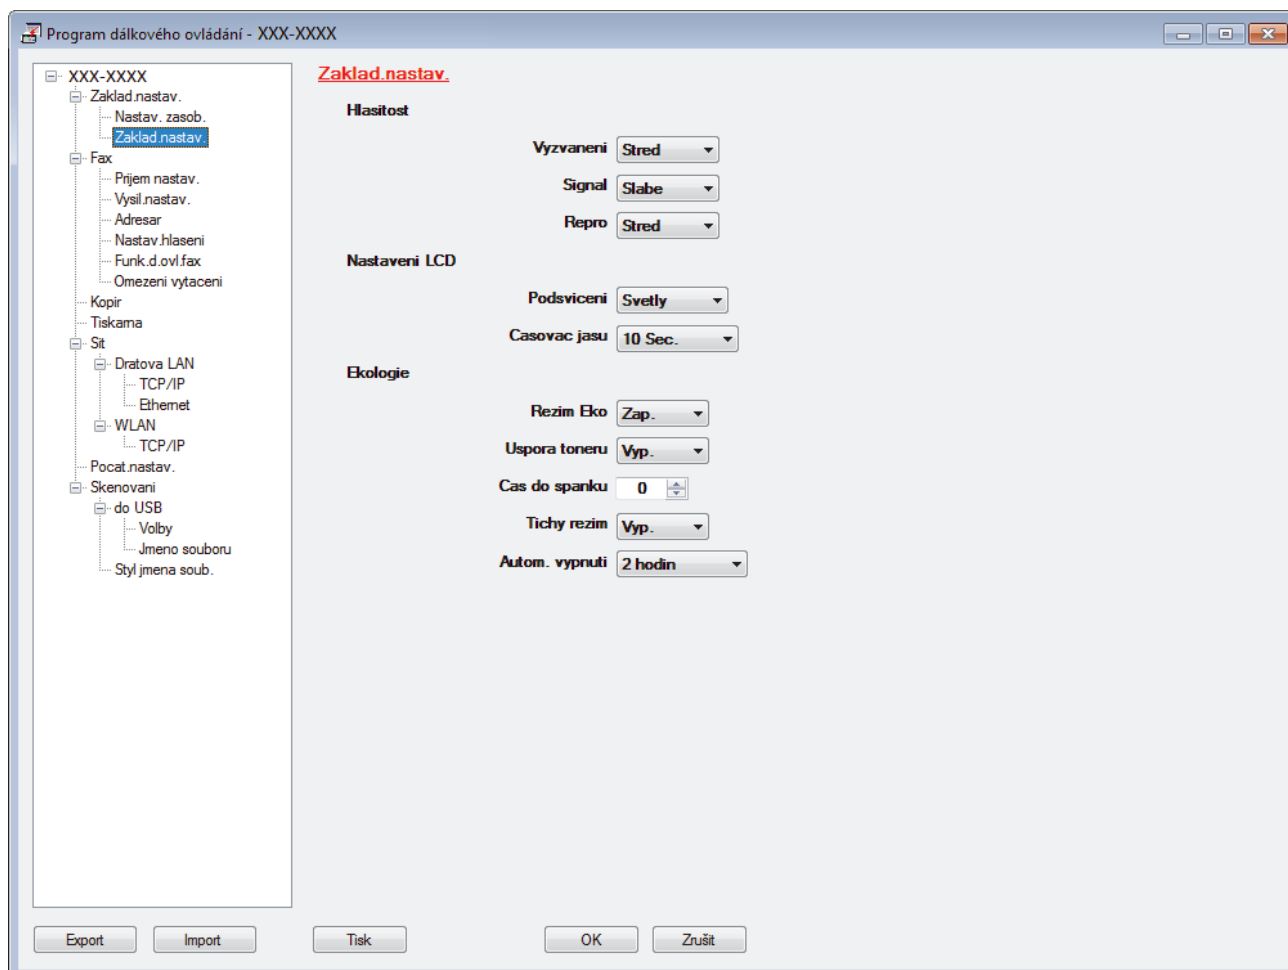 Program dálkového ovládání - XXX-XXXX
XXX-XXXX
Zaklad.nastav.
Nastav. zasob.
Zaklad.nastav.
Fax
Prijem nastav.
Vysil.nastav.
Adresar
Nastav.hlaseni
Funk.d.ovl.fax
Omezeni vytaceni
Kopir
Tiskarna
Sit
Dratova LAN
TCP/IP
Ethernet
WLAN
TCP/IP
Pocat.nastav.
Skenovani
do USB
Volby
Jmeno souboru
Styl jmena soub.
Zaklad.nastav.
Hlasitost
Vyzvaneni Stred
Signal Slabe
Repro Stred
Nastaveni LCD
Podsviceni Svetly
Casovac jasu 10 Sec.
Ekologie
Rezim Eko Zap.
Uspora toneru Vyp.
Cas do spanku 0
Tichy rezim Vyp.
Autom. vypnuti 2 hodin
Export Import Tisk OK Zrušit